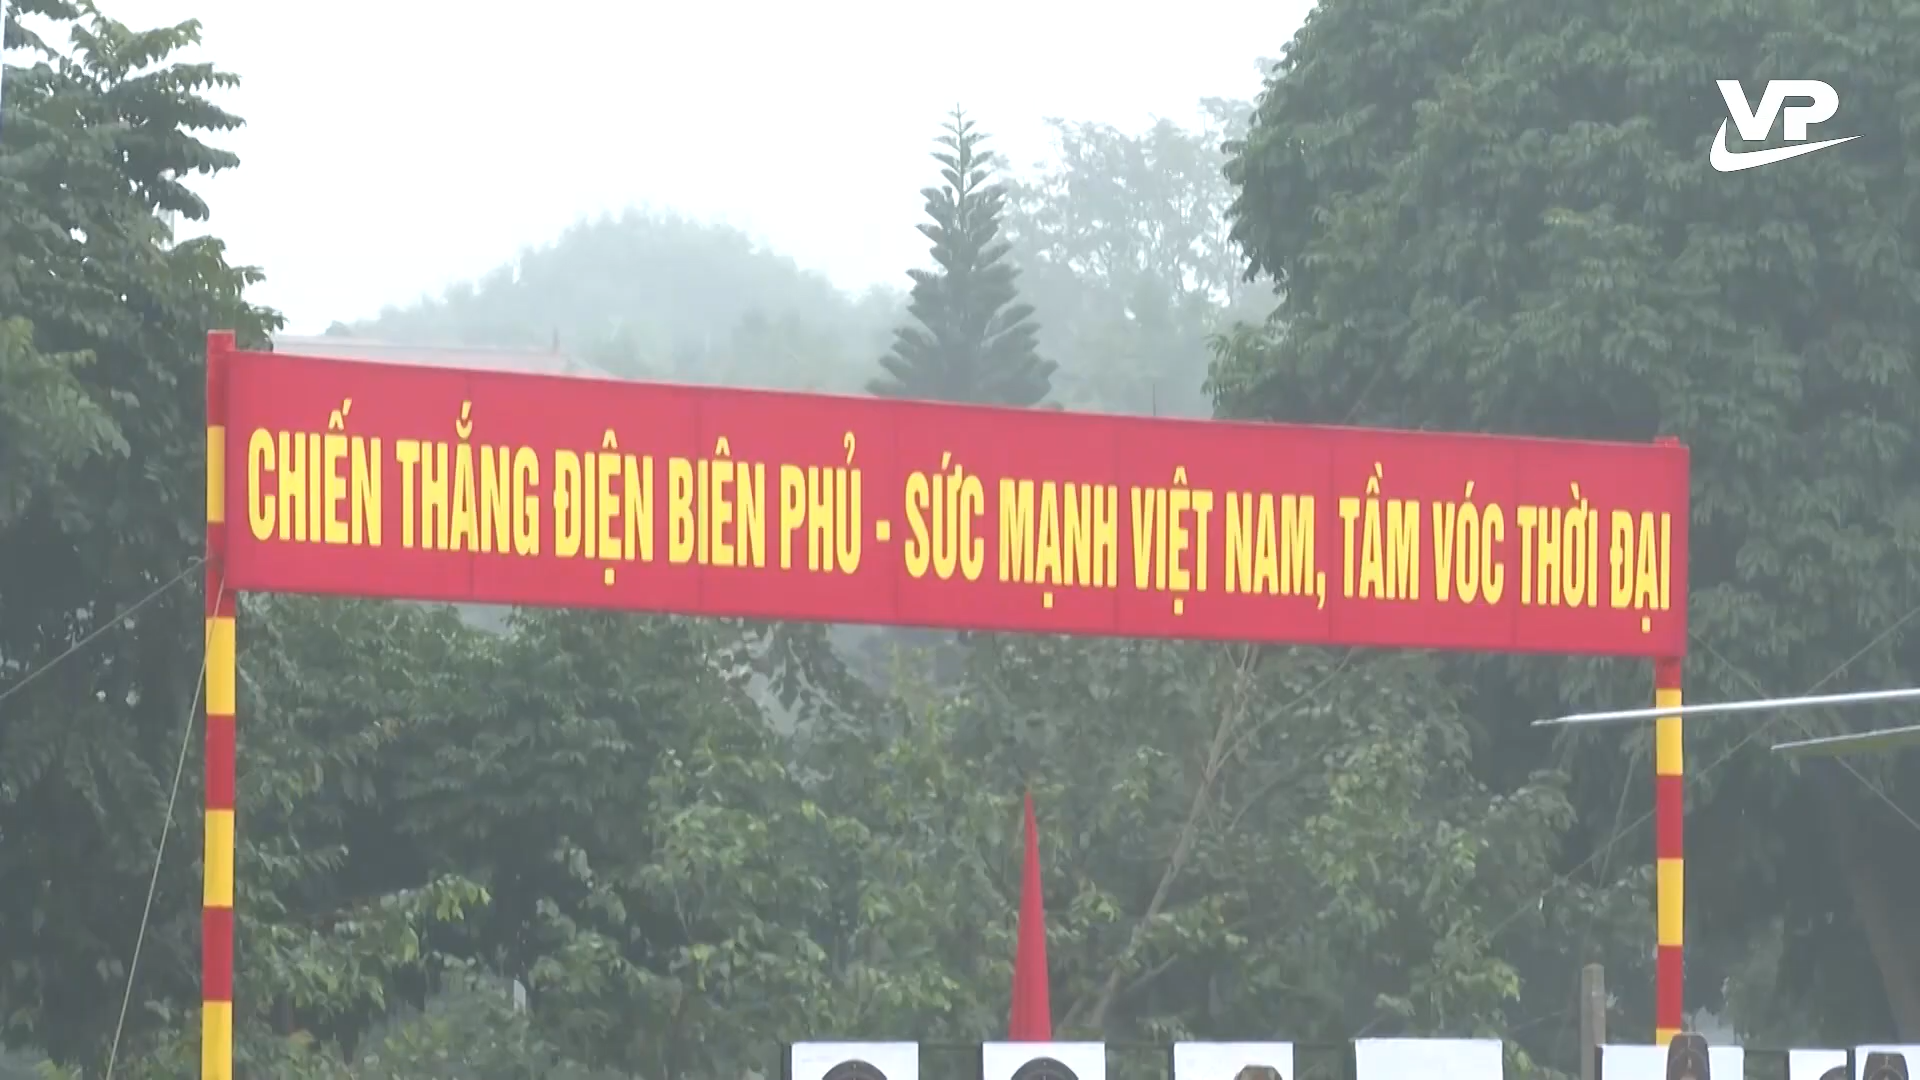 VP
CHIẾN THẮNG ĐIỆN BIÊN PHỦ - SỨC MẠNH VIỆT NAM, TẦM VÓC THỜI ĐẠI